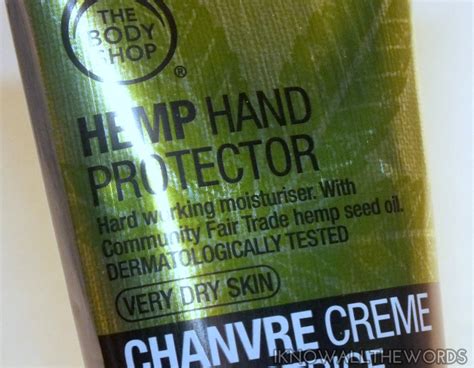 THE
BODY
SHOP
®
HEMP HAND
PROTECTOR
Hard working moisturiser. With
Community Fair Trade hemp seed oil.
DERMATOLOGICALLY TESTED
VERY DRY SKIN
CHANVRE CREME
IKNOWALLTHEWORDS